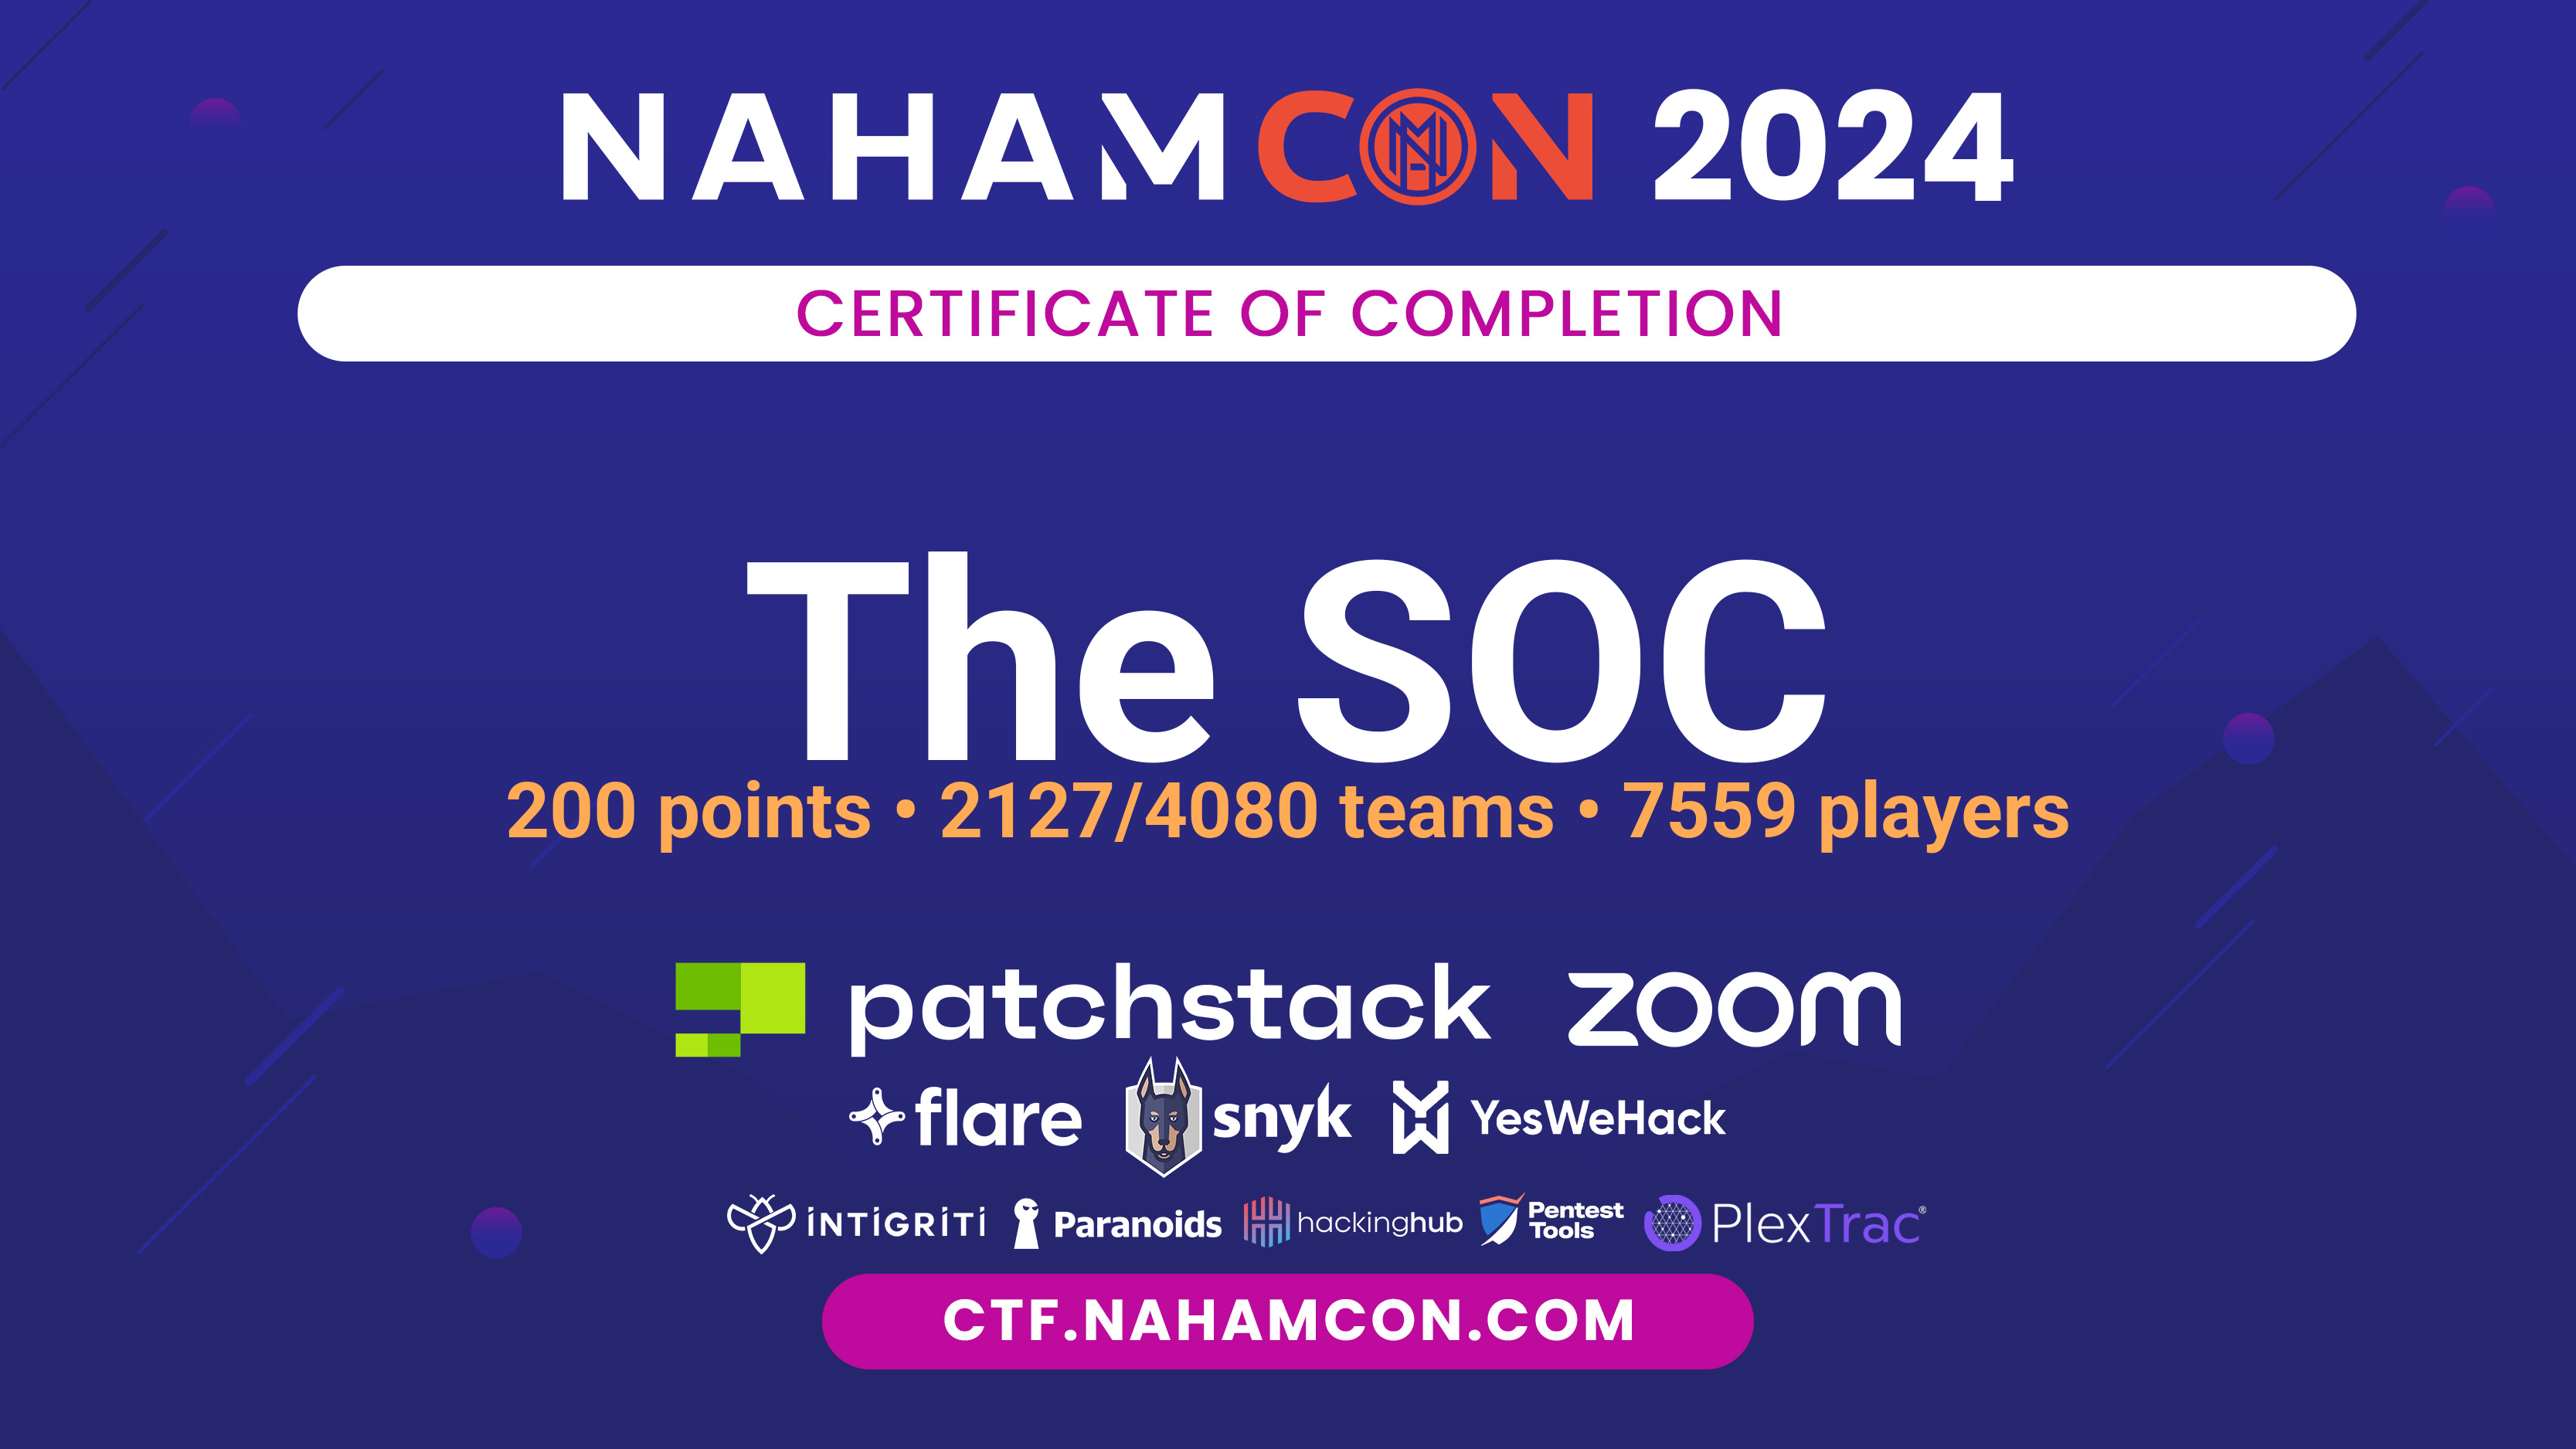 NAHAMCON 2024
CERTIFICATE OF COMPLETION
The SOC
200 points • 2127/4080 teams • 7559 players
patchstack zoom
flare snyk YesWeHack
INTIGRITI Paranoids hackinghub Pentest Tools PlexTrac®
CTF.NAHAMCON.COM